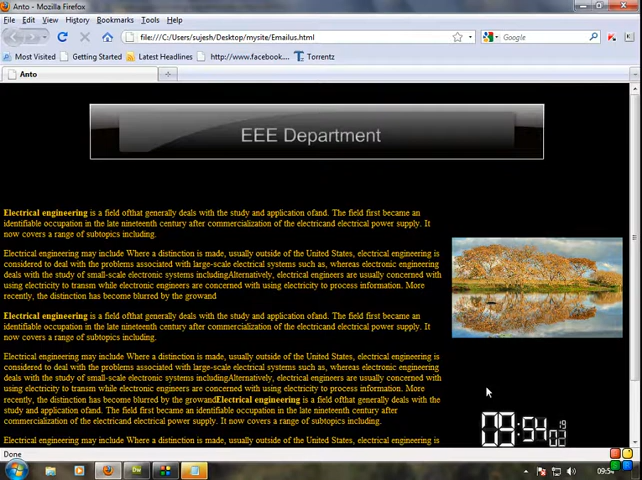 Anto - Mozilla Firefox
File Edit View History Bookmarks Tools Help
file:///C:/Users/sujesh/Desktop/mysite/Emailus.html
Google
Most Visited Getting Started Latest Headlines http://www.facebook.... Torrentz
Anto
EEE Department
Electrical engineering is a field ofthat generally deals with the study and application ofand. The field first became an
identifiable occupation in the late nineteenth century after commercialization of the electricand electrical power supply. It
now covers a range of subtopics including.
Electrical engineering may include Where a distinction is made, usually outside of the United States, electrical engineering is
considered to deal with the problems associated with large-scale electrical systems such as, whereas electronic engineering
deals with the study of small-scale electronic systems includingAlternatively, electrical engineers are usually concerned with
using electricity to transm while electronic engineers are using electricity to process information. More
recently, the distinction has become blurred by the growand
Electrical engineering is a field ofthat generally deals with the study and application ofand. The field first became an
identifiable occupation in the late nineteenth century after commercialization of the electricand electrical power supply. It
now covers a range of subtopics including.
Electrical engineering may include Where a distinction is made, usually outside of the United States, electrical engineering is
considered to deal with the problems associated with large-scale electrical systems such as, whereas electronic engineering
deals with the study of small-scale electronic systems includingAlternatively, electrical engineers are usually concerned with
using electricity to transm while electronic engineers are using electricity to process information. More
recently, the distinction has become blurred by the growandElectrical engineering is a field ofthat generally deals with the
study and application ofand. The field first became an identifiable occupation in the late nineteenth century after
commercialization of the electricand electrical power supply. It now covers a range of subtopics including.
Electrical engineering may include Where a distinction is made, usually outside of the United States, electrical engineering is
09:54 02 19
Done
Dw
09:54